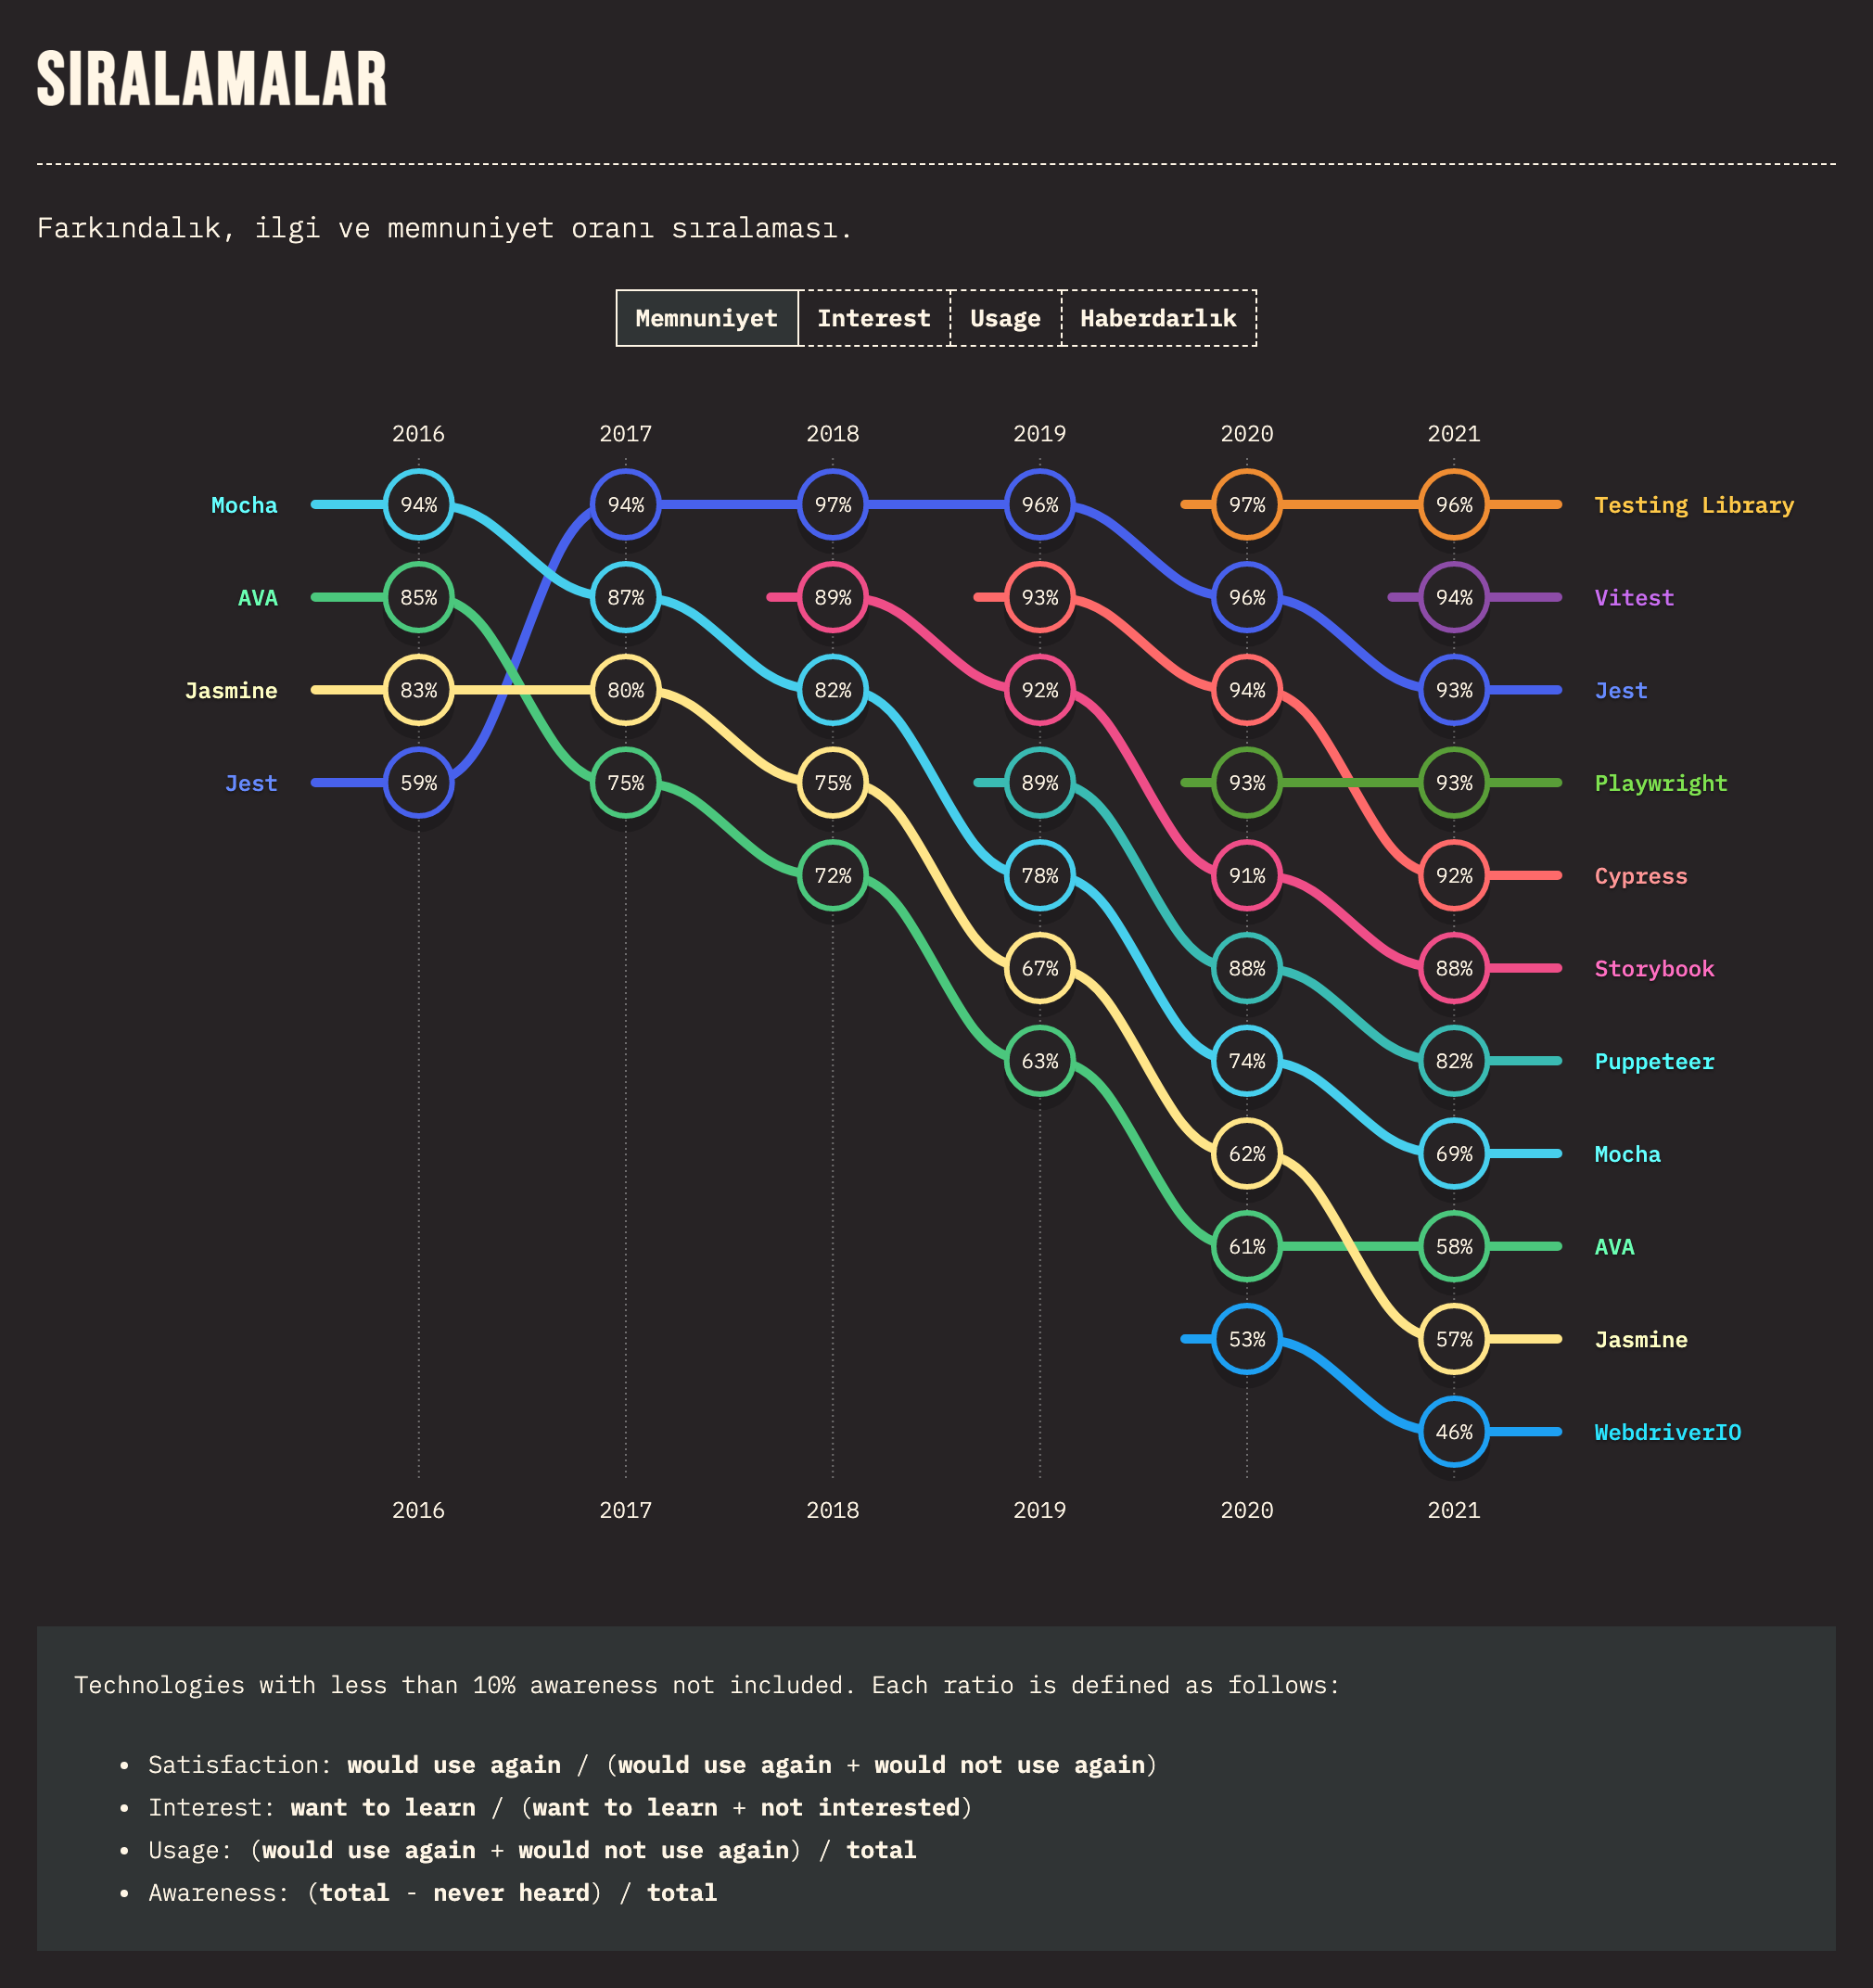 SIRALAMALAR
Farkındalık, ilgi ve memnuniyet oranı sıralaması.
Memnuniyet Interest Usage Haberdarlık
2016 2017 2018 2019 2020 2021
Mocha 94% 94% 97% 96% 97% 96% Testing Library
AVA 85% 87% 89% 93% 96% 94% Vitest
Jasmine 83% 80% 82% 92% 94% 93% Jest
Jest 59% 75% 75% 89% 93% 93% Playwright
72% 78% 91% 92% Cypress
67% 88% 88% Storybook
63% 74% 82% Puppeteer
62% 69% Mocha
61% 58% AVA
53% 57% Jasmine
46% WebdriverIO
2016 2017 2018 2019 2020 2021
Technologies with less than 10% awareness not included. Each ratio is defined as follows:
• Satisfaction: would use again / (would use again + would not use again)
• Interest: want to learn / (want to learn + not interested)
• Usage: (would use again + would not use again) / total
• Awareness: (total - never heard) / total